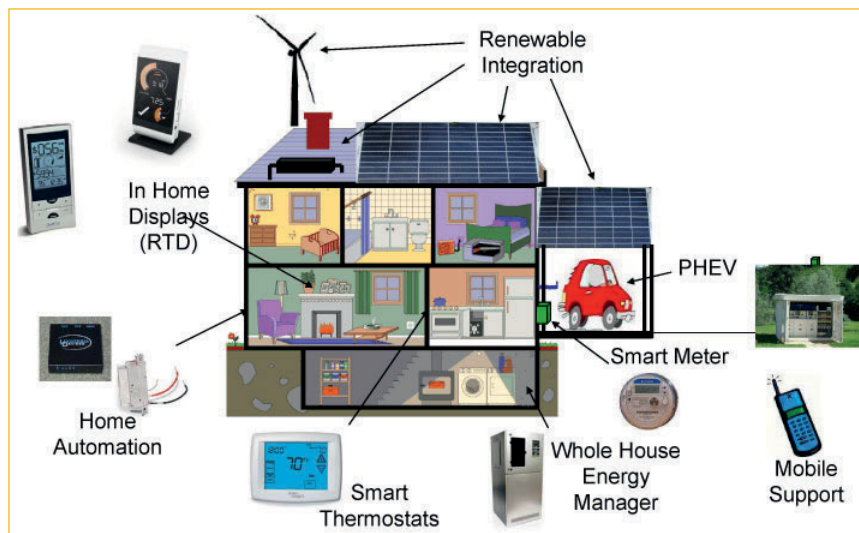 Renewable
Integration
In Home
Displays
(RTD)
PHEV
Smart Meter
Home
Automation
Smart
Thermostats
Whole House
Energy
Manager
Mobile
Support
70